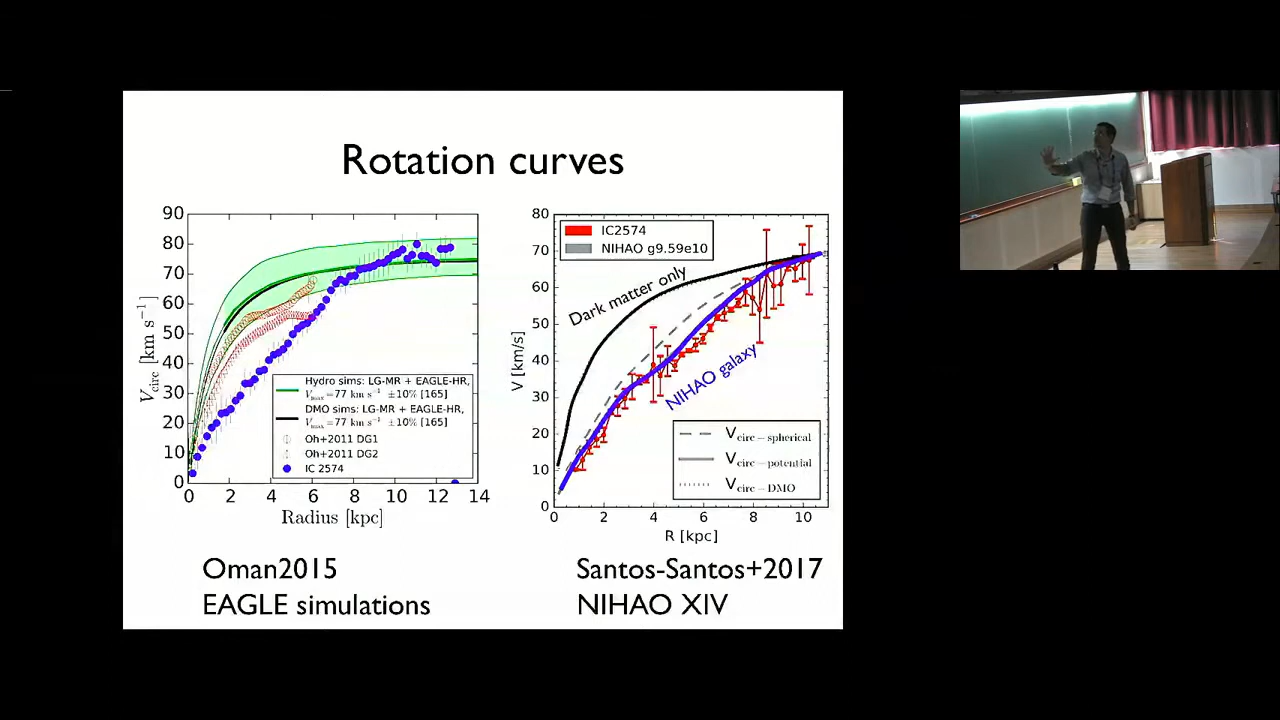 Rotation curves
90
80
70
60
50
40
30
20
10
0
V_circ [km s⁻¹]
Hydro sims: LG-MR + EAGLE-HR,
V_max = 77 km s⁻¹ ±10% [165]
DMO sims: LG-MR + EAGLE-HR,
V_max = 77 km s⁻¹ ±10% [165]
Oh+2011 DG1
Oh+2011 DG2
IC 2574
0 2 4 6 8 10 12 14
Radius [kpc]
80
70
60
50
40
30
20
10
0
V [km/s]
IC2574
NIHAO g9.59e10
Dark matter only
NIHAO galaxy
V circ−spherical
V circ−potential
V circ−DMO
0 2 4 6 8 10
R [kpc]
Oman2015
EAGLE simulations
Santos-Santos+2017
NIHAO XIV